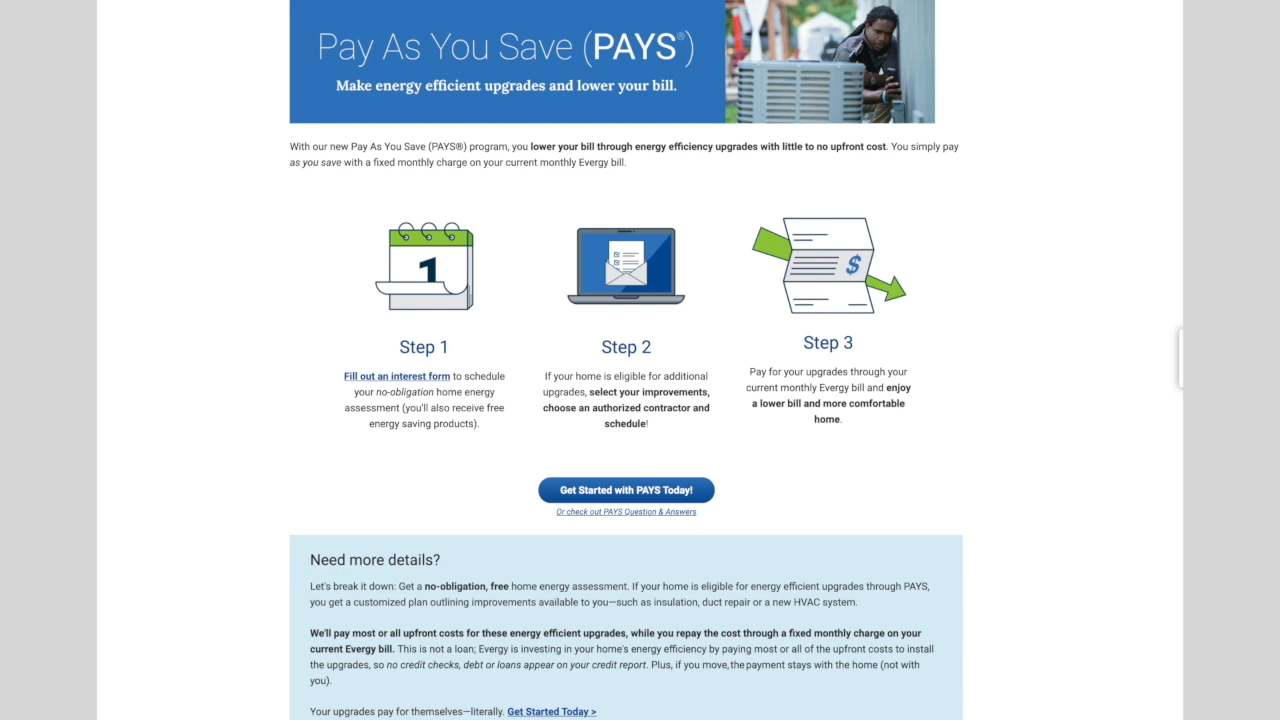 Pay As You Save (PAYS®)
Make energy efficient upgrades and lower your bill.
With our new Pay As You Save (PAYS®) program, you lower your bill through energy efficiency upgrades with little to no upfront cost. You simply pay
as you save with a fixed monthly charge on your current monthly Evergy bill.
1
$
Step 1
Step 2
Step 3
Fill out an interest form to schedule
your no-obligation home energy
assessment (you'll also receive free
energy saving products).
If your home is eligible for additional
upgrades, select your improvements,
choose an authorized contractor and
schedule!
Pay for your upgrades through your
current monthly Evergy bill and enjoy
a lower bill and more comfortable
home.
Get Started with PAYS Today!
Or check out PAYS Question & Answers
Need more details?
Let's break it down: Get a no-obligation, free home energy assessment. If your home is eligible for energy efficient upgrades through PAYS,
you get a customized plan outlining improvements available to you—such as insulation, duct repair or a new HVAC system.
We'll pay most or all upfront costs for these energy efficient upgrades, while you repay the cost through a fixed monthly charge on your
current Evergy bill. This is not a loan; Evergy is investing in your home's energy efficiency by paying most or all of the upfront costs to install
the upgrades, so no credit checks, debt or loans appear on your credit report. Plus, if you move, the payment stays with the home (not with
you).
Your upgrades pay for themselves—literally. Get Started Today >